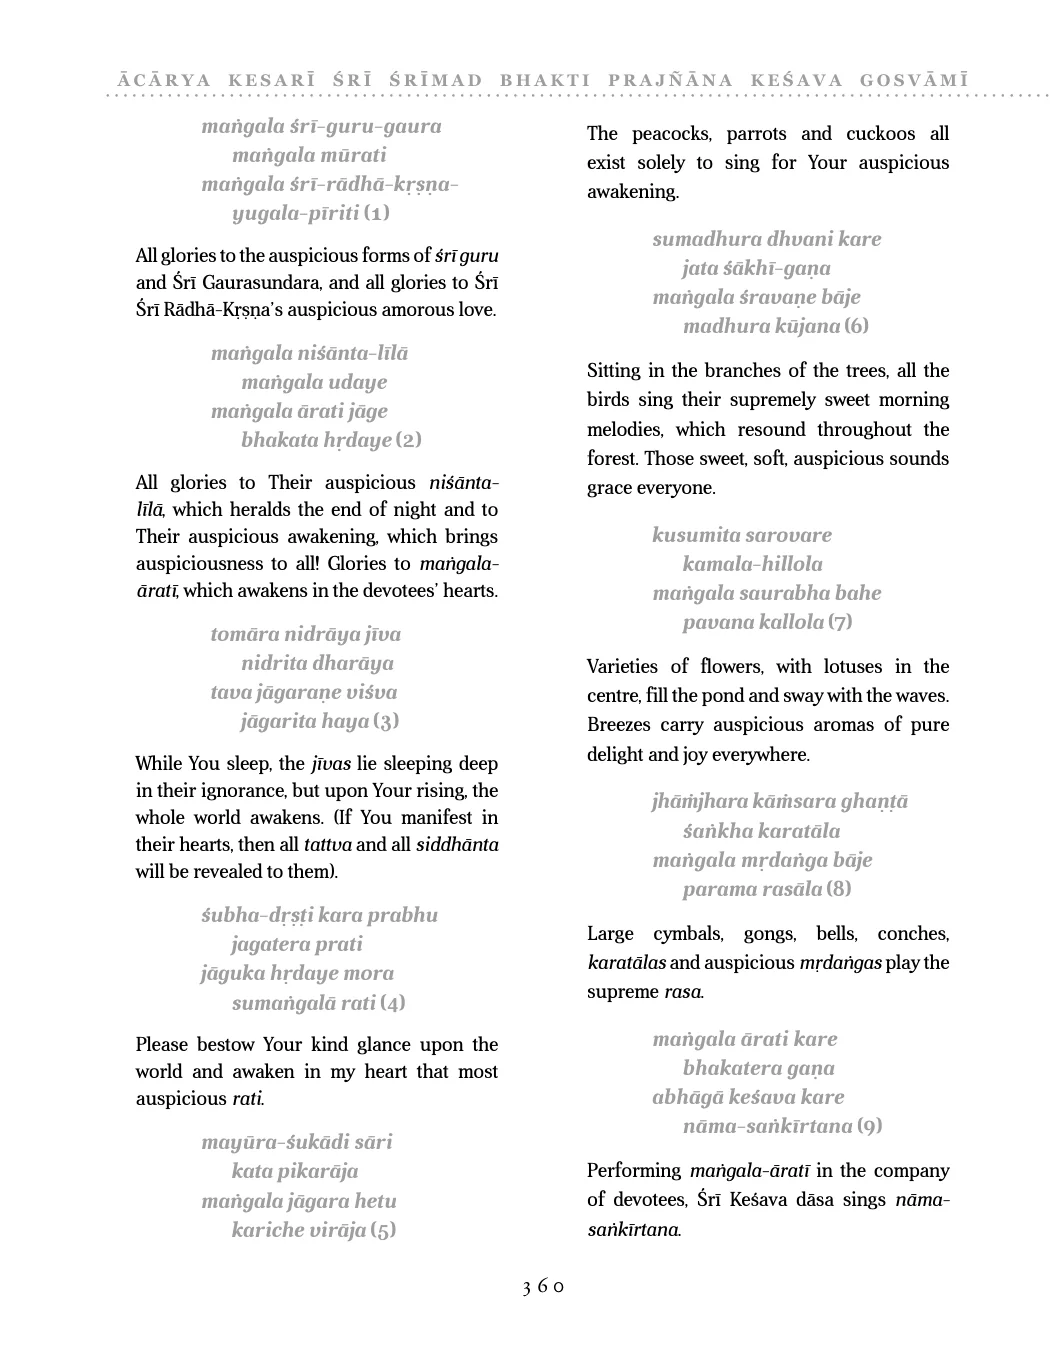 ĀCĀRYA KESARĪ ŚRĪ ŚRĪMAD BHAKTI PRAJÑĀNA KEŚAVA GOSVĀMĪ
maṅgala śrī-guru-gaura
maṅgala mūrati
maṅgala śrī-rādhā-kṛṣṇa-
yugala-pīriti (1)
All glories to the auspicious forms of śrī guru
and Śrī Gaurasundara, and all glories to Śrī
Śrī Rādhā-Kṛṣṇa’s auspicious amorous love.
maṅgala niśānta-līlā
maṅgala udaye
maṅgala ārati jāge
bhakata hṛdaye (2)
All glories to Their auspicious niśānta-
līlā, which heralds the end of night and to
Their auspicious awakening, which brings
auspiciousness to all! Glories to maṅgala-
āratī, which awakens in the devotees’ hearts.
tomāra nidrāya jīva
nidrita dharāya
tava jāgaraṇe viśva
jāgarita haya (3)
While You sleep, the jīvas lie sleeping deep
in their ignorance, but upon Your rising, the
whole world awakens. (If You manifest in
their hearts, then all tattva and all siddhānta
will be revealed to them).
śubha-dṛṣṭi kara prabhu
jagatera prati
jāguka hṛdaye mora
sumaṅgalā rati (4)
Please bestow Your kind glance upon the
world and awaken in my heart that most
auspicious rati.
mayūra-śukādi sāri
kata pikarāja
maṅgala jāgara hetu
kariche virāja (5)
The peacocks, parrots and cuckoos all
exist solely to sing for Your auspicious
awakening.
sumadhura dhvani kare
jata śākhī-gaṇa
maṅgala śravaṇe bāje
madhura kūjana (6)
Sitting in the branches of the trees, all the
birds sing their supremely sweet morning
melodies, which resound throughout the
forest. Those sweet, soft, auspicious sounds
grace everyone.
kusumita sarovare
kamala-hillola
maṅgala saurabha bahe
pavana kallola (7)
Varieties of flowers, with lotuses in the
centre, fill the pond and sway with the waves.
Breezes carry auspicious aromas of pure
delight and joy everywhere.
jhāṁjhara kāṁsara ghaṇṭā
śaṅkha karatāla
maṅgala mṛdaṅga bāje
parama rasāla (8)
Large cymbals, gongs, bells, conches,
karatālas and auspicious mṛdaṅgas play the
supreme rasa.
maṅgala ārati kare
bhakatera gaṇa
abhāgā keśava kare
nāma-saṅkīrtana (9)
Performing maṅgala-āratī in the company
of devotees, Śrī Keśava dāsa sings nāma-
saṅkīrtana.
360